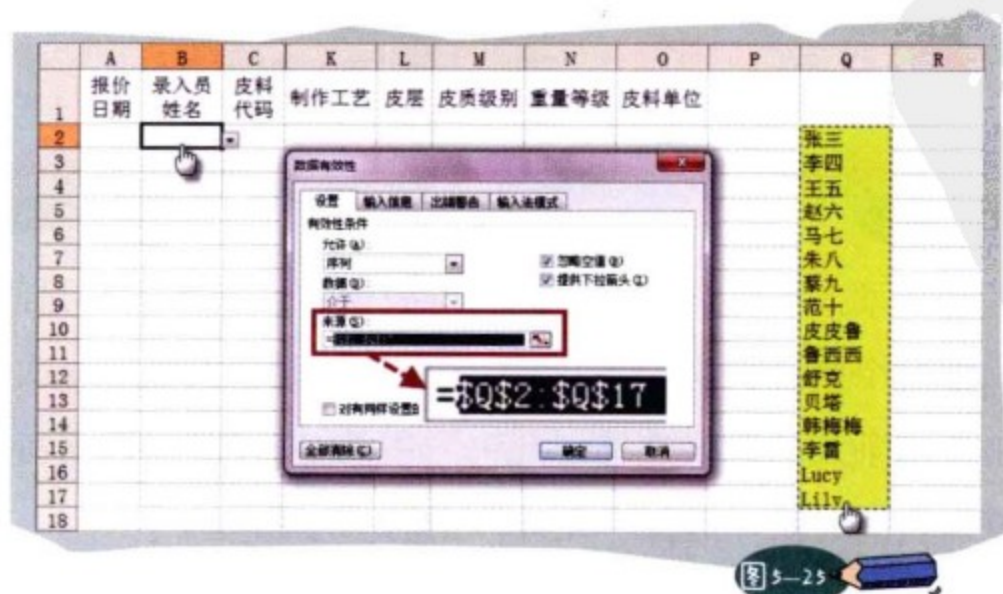 A B C K L M N O P Q R
1 报价日期 录入员姓名 皮料代码 制作工艺 皮层 皮质级别 重量等级 皮料单位
2 张三
3 李四
4 王五
5 赵六
6 马七
7 朱八
8 蔡九
9 范十
10 皮皮鲁
11 鲁西西
12 舒克
13 贝塔
14 韩梅梅
15 李雷
16 Lucy
17 Lily
18
数据有效性
设置 输入信息 出错警告 输入法模式
有效性条件
允许(A):
序列 忽略空值(B)
数据(D): 提供下拉箭头(I)
介于
来源(S):
=$Q$2:$Q$17
对有同样设置
全部清除(C) 确定 取消
图 5-25